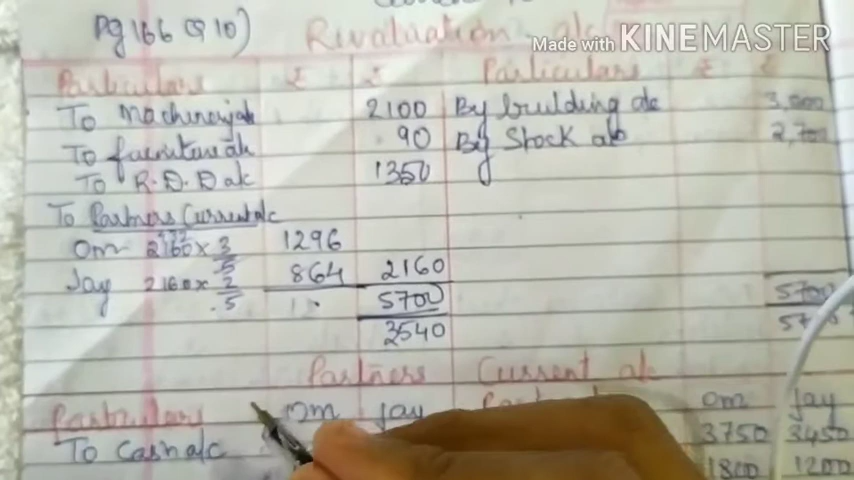 Pg 166 Q 10)
Revaluation a/c
Made with KINEMASTER
Particulars ₹ ₹ Particulars ₹ ₹
To Machinery a/c 2100 By building a/c 3,000
To furniture a/c 90 By Stock a/c 2,700
To R.D.D a/c 1350
To Partners Current a/c
Om 2160 x 3/5 1296
Jay 2160 x 2/5 864 2160
5700 5700
3540
Partners Current a/c
Particulars Om Jay Om Jay
To Cash a/c 3750 3450
1800 1200